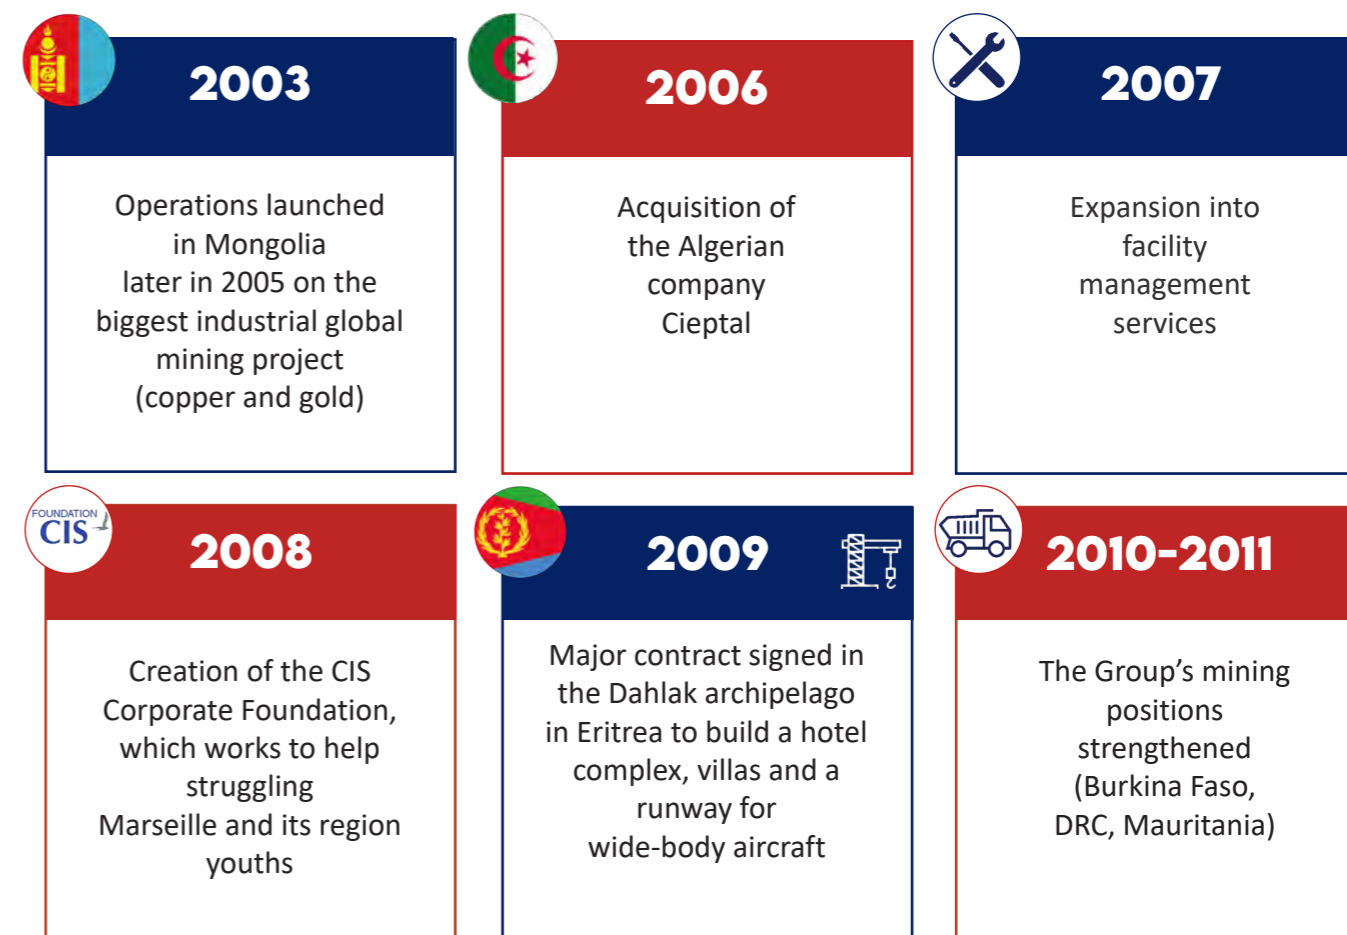 2003
Operations launched
in Mongolia
later in 2005 on the
biggest industrial global
mining project
(copper and gold)
2006
Acquisition of
the Algerian
company
Cieptal
2007
Expansion into
facility
management
services
FOUNDATION
CIS
2008
Creation of the CIS
Corporate Foundation,
which works to help
struggling
Marseille and its region
youths
2009
Major contract signed in
the Dahlak archipelago
in Eritrea to build a hotel
complex, villas and a
runway for
wide-body aircraft
2010-2011
The Group’s mining
positions
strengthened
(Burkina Faso,
DRC, Mauritania)